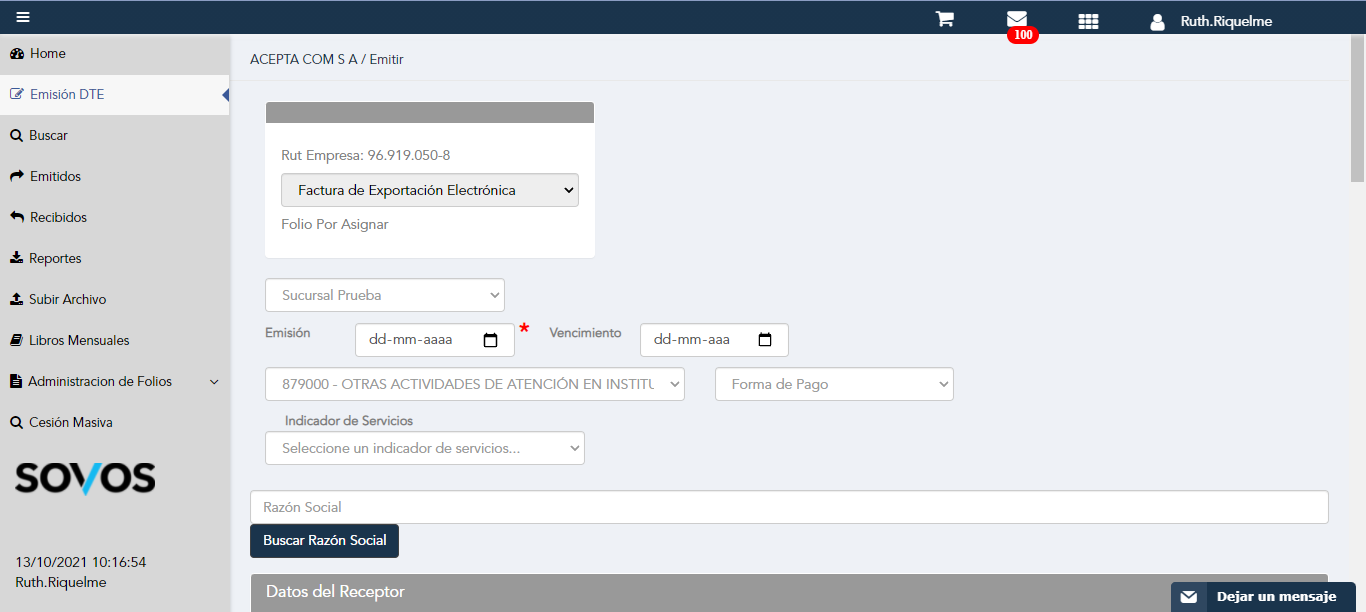 100
Ruth.Riquelme
Home
Emisión DTE
Buscar
Emitidos
Recibidos
Reportes
Subir Archivo
Libros Mensuales
Administracion de Folios
Cesión Masiva
SOVOS
13/10/2021 10:16:54
Ruth.Riquelme
ACEPTA COM S A / Emitir
Rut Empresa: 96.919.050-8
Factura de Exportación Electrónica
Folio Por Asignar
Sucursal Prueba
Emisión dd-mm-aaaa * Vencimiento dd-mm-aaa
879000 - OTRAS ACTIVIDADES DE ATENCIÓN EN INSTITU Forma de Pago
Indicador de Servicios
Seleccione un indicador de servicios...
Razón Social
Buscar Razón Social
Datos del Receptor
Dejar un mensaje